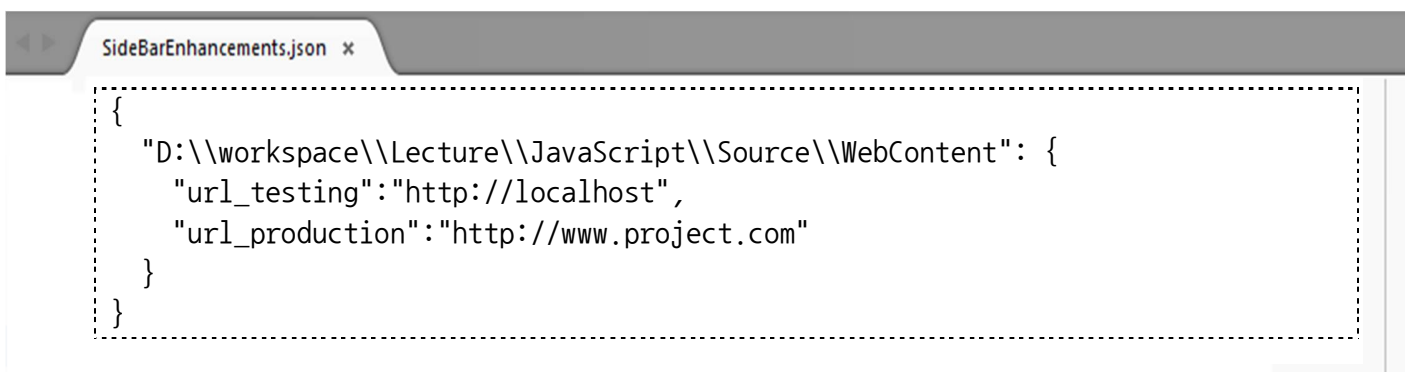 SideBarEnhancements.json ×
{
"D:\\workspace\\Lecture\\JavaScript\\Source\\WebContent": {
"url_testing":"http://localhost",
"url_production":"http://www.project.com"
}
}